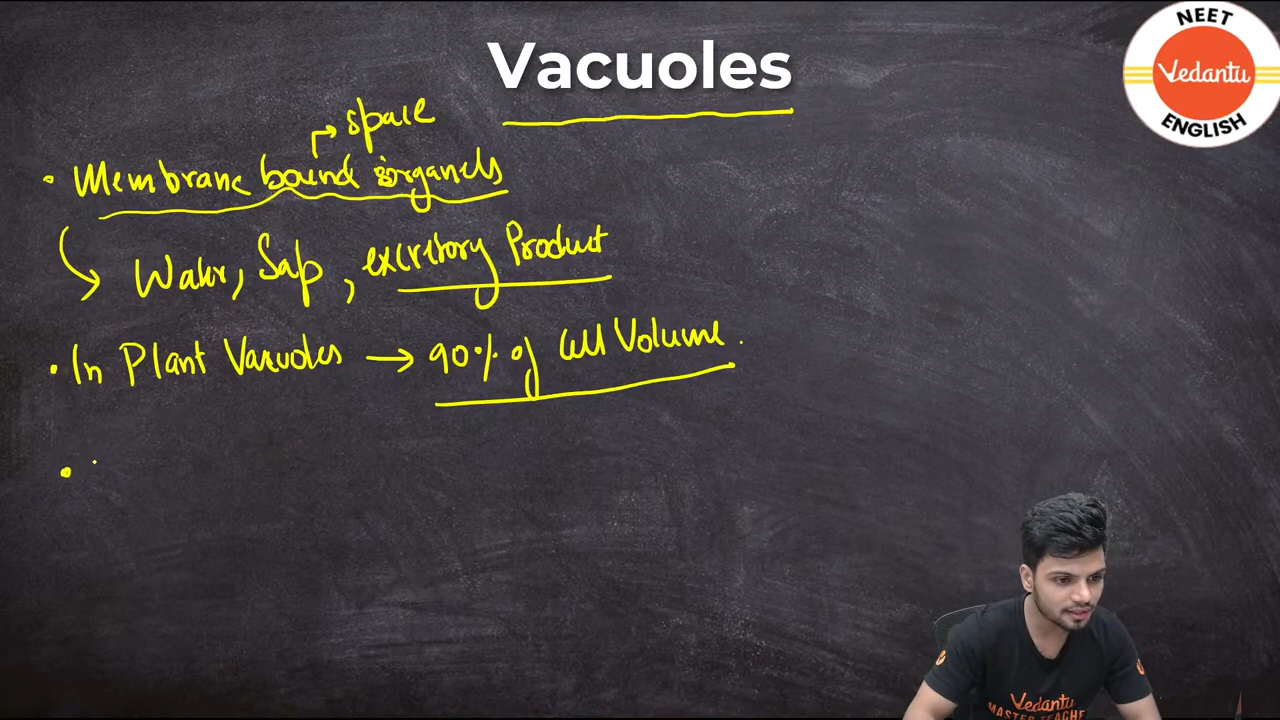 Vacuoles
NEET
Vedantu
ENGLISH
space
• Membrane bound organels
Water, Sap, excretory Product
• In Plant Vacuoles → 90% of Cell Volume.
•
Vedantu
MASTER TEACHE